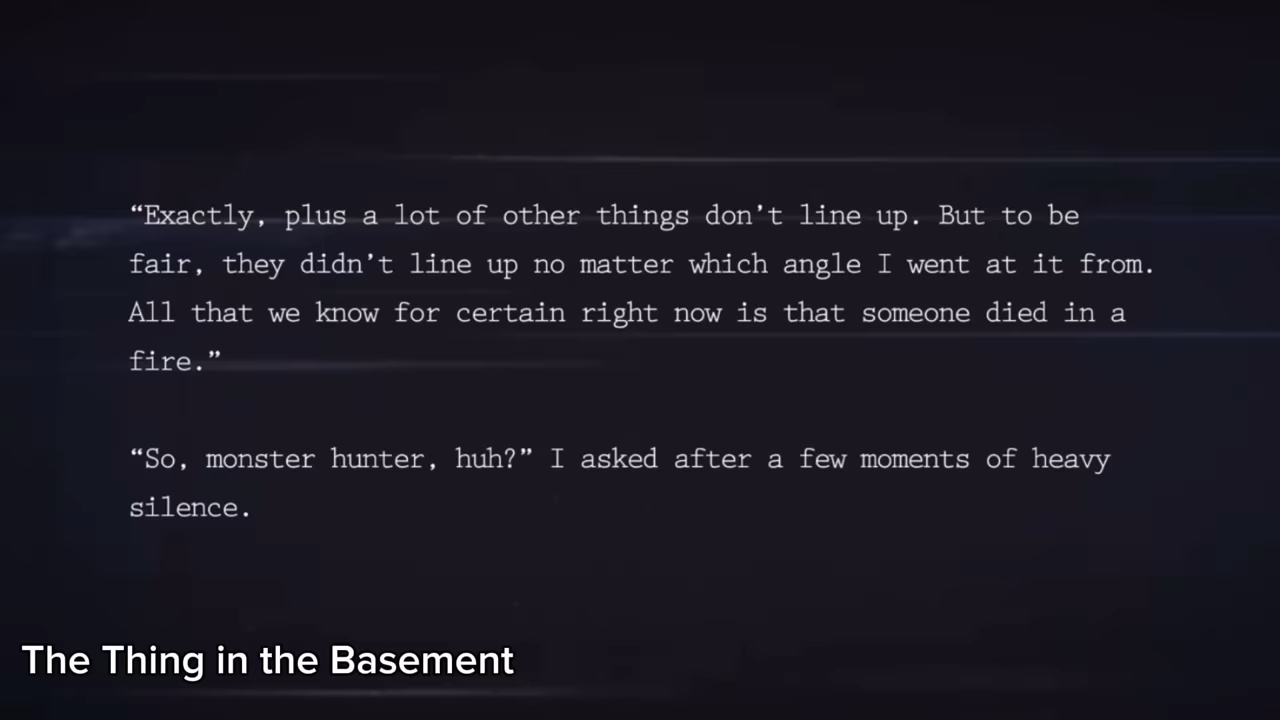 “Exactly, plus a lot of other things don’t line up. But to be
fair, they didn’t line up no matter which angle I went at it from.
All that we know for certain right now is that someone died in a
fire.”
“So, monster hunter, huh?” I asked after a few moments of heavy
silence.
The Thing in the Basement